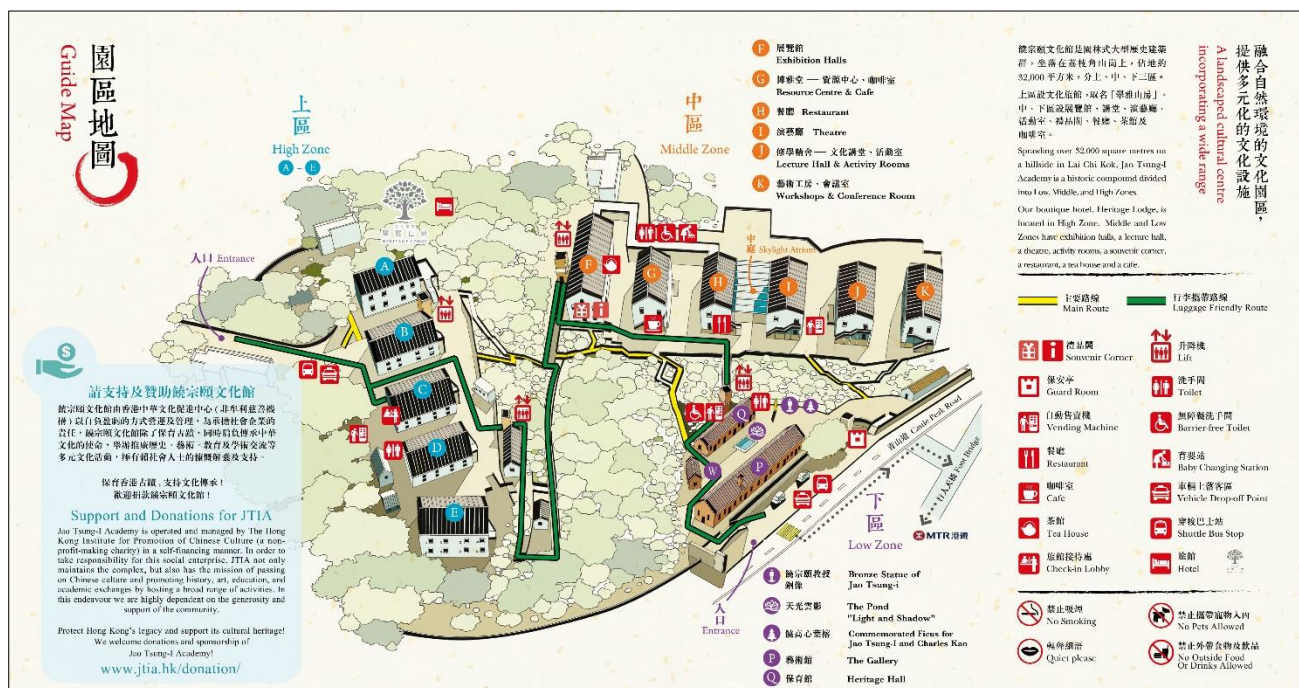 園區地圖
Guide Map
上區
High Zone
A – E
中區
Middle Zone
F 展覽館
Exhibition Halls
G 博雅堂 — 資源中心、咖啡室
Resource Centre & Cafe
H 餐廳 Restaurant
I 演藝廳 Theatre
J 修學精舍 — 文化講堂、活動室
Lecture Hall & Activity Rooms
K 藝術工房、會議室
Workshops & Conference Room
融合自然環境的文化園區，
提供多元化的文化設施
A landscaped cultural centre
incorporating a wide range
饒宗頤文化館是園林式大型歷史建築
群，坐落在荔枝角山崗上，佔地約
32,000 平方米，分上、中、下三區。
上區設文化旅館，取名「翠雅山房」。
中、下區設展覽館、講堂、演藝廳、
活動室、禮品閣、餐廳、茶館及
咖啡室。
Sprawling over 32,000 square metres on
a hillside in Lai Chi Kok, Jao Tsung-I
Academy is a historic compound divided
into Low, Middle, and High Zones.
Our boutique hotel, Heritage Lodge, is
located in High Zone. Middle and Low
Zones have exhibition halls, a lecture hall,
a theatre, activity rooms, a souvenir corner,
a restaurant, a tea house and a cafe.
主要路線
Main Route
行李攜帶路線
Luggage Friendly Route
禮品閣
Souvenir Corner
升降機
Lift
保安亭
Guard Room
洗手間
Toilet
自動售賣機
Vending Machine
無障礙洗手間
Barrier-free Toilet
餐廳
Restaurant
育嬰站
Baby Changing Station
咖啡室
Cafe
車輛上落客區
Vehicle Drop-off Point
茶館
Tea House
穿梭巴士站
Shuttle Bus Stop
旅館接待處
Check-in Lobby
旅館
Hotel
禁止吸煙
No Smoking
禁止攜帶寵物入內
No Pets Allowed
輕聲細語
Quiet please
禁止外帶食物及飲品
No Outside Food
Or Drinks Allowed
翠雅山房
HERITAGE LODGE
入口 Entrance
A
B
C
D
E
F
G
H
I
J
K
中庭 Skylight Atrium
Q
W
P
青山道 Castle Peak Road
行人天橋 Foot Bridge
MTR 港鐵
下區
Low Zone
入口
Entrance
饒宗頤教授
銅像
Bronze Statue of
Jao Tsung-i
天光雲影
The Pond
"Light and Shadow"
饒高心葉榕
Commemorated Ficus for
Jao Tsung-I and Charles Kao
P 藝術館
The Gallery
Q 保育館
Heritage Hall
請支持及贊助饒宗頤文化館
饒宗頤文化館由香港中華文化促進中心（非牟利慈善機
構）以自負盈虧的方式營運及管理，為承擔社會企業的
責任，饒宗頤文化館除了保育古蹟，同時肩負傳承中華
文化的使命，舉辦推廣歷史、藝術、教育及學術交流等
多元文化活動，極有賴社會人士的慷慨解囊及支持。
保育香港古蹟，支持文化傳承！
歡迎捐款饒宗頤文化館！
Support and Donations for JTIA
Jao Tsung-I Academy is operated and managed by The Hong
Kong Institute for Promotion of Chinese Culture (a non-
profit-making charity) in a self-financing manner. In order to
take responsibility for this social enterprise, JTIA not only
maintains the complex, but also has the mission of passing
on Chinese culture and promoting history, art, education, and
academic exchanges by hosting a broad range of activities. In
this endeavour we are highly dependent on the generosity and
support of the community.
Protect Hong Kong's legacy and support its cultural heritage!
We welcome donations and sponsorship of
Jao Tsung-I Academy!
www.jtia.hk/donation/